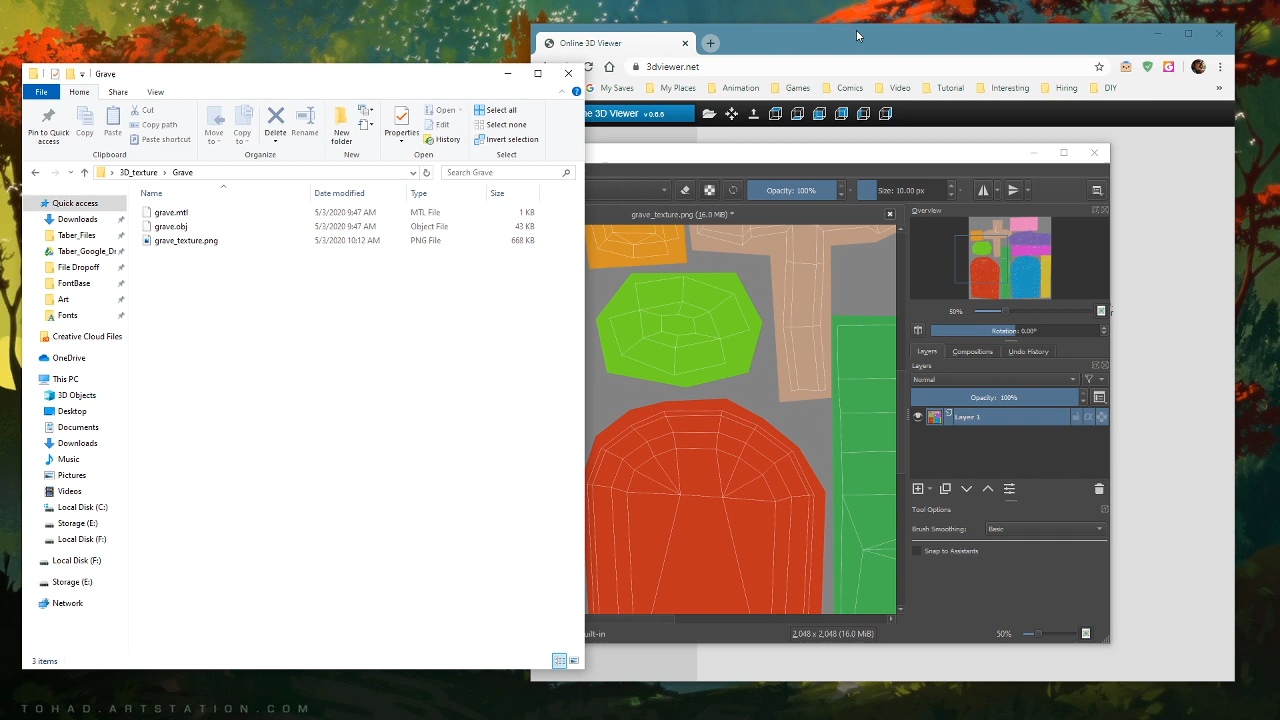 Grave
File
Home
Share
View
Pin to Quick access
Copy
Paste
Cut
Copy path
Paste shortcut
Clipboard
Move to
Copy to
Delete
Rename
Organize
New folder
New
Properties
Open
Edit
History
Open
Select all
Select none
Invert selection
Select
3D_texture > Grave
Search Grave
Name
Date modified
Type
Size
grave.mtl 5/3/2020 9:47 AM MTL File 1 KB
grave.obj 5/3/2020 9:47 AM Object File 43 KB
grave_texture.png 5/3/2020 10:12 AM PNG File 668 KB
Quick access
Downloads
Taber_Files
Taber_Google_Dr
File Dropoff
FontBase
Art
Fonts
Creative Cloud Files
OneDrive
This PC
3D Objects
Desktop
Documents
Downloads
Music
Pictures
Videos
Local Disk (C:)
Storage (E:)
Local Disk (F:)
Local Disk (F:)
Storage (E:)
Network
3 items
Online 3D Viewer
3dviewer.net
My Saves
My Places
Animation
Games
Comics
Video
Tutorial
Interesting
Hiring
DIY
»
ne 3D Viewer v 0.6.6
Opacity: 100%
Size: 10.00 px
grave_texture.png (16.0 MiB) *
Overview
50%
Rotation: 0.00°
Layers
Compositions
Undo History
Layers
Normal
Opacity: 100%
Layer 1
Tool Options
Brush Smoothing:
Basic
Snap to Assistants
uilt-in
2,048 x 2,048 (16.0 MiB)
50%
TOHAD.ARTSTATION.COM